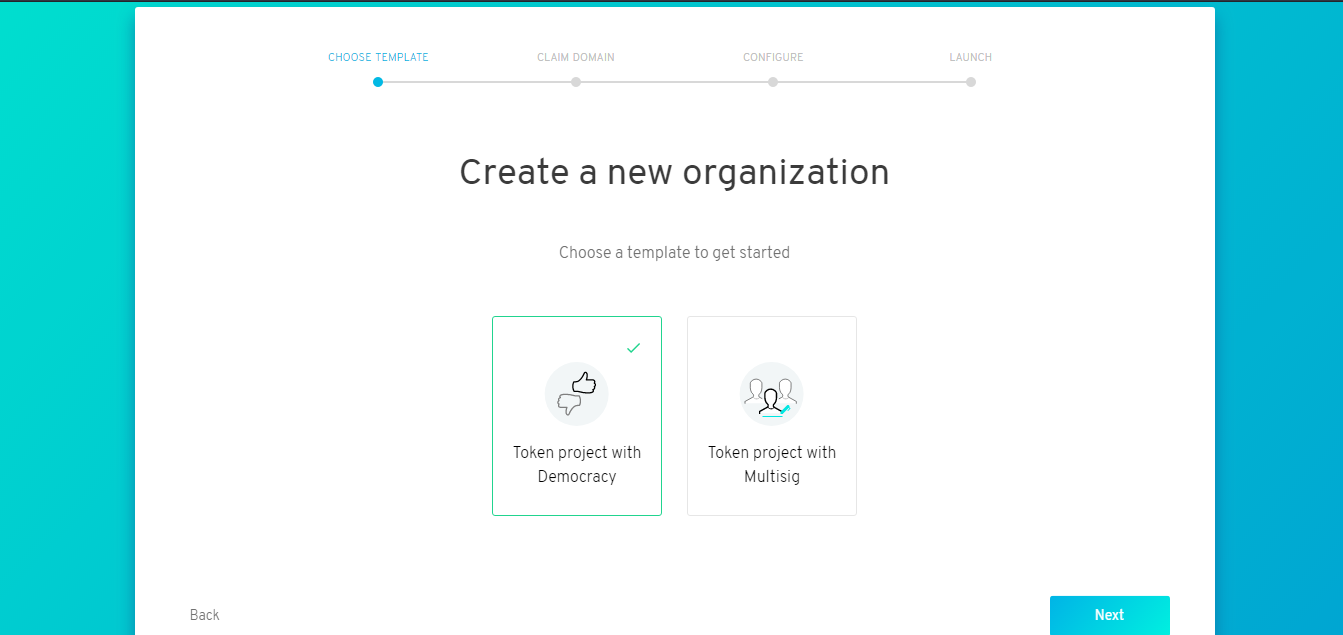 CHOOSE TEMPLATE
CLAIM DOMAIN
CONFIGURE
LAUNCH
Create a new organization
Choose a template to get started
Token project with
Democracy
Token project with
Multisig
Back
Next